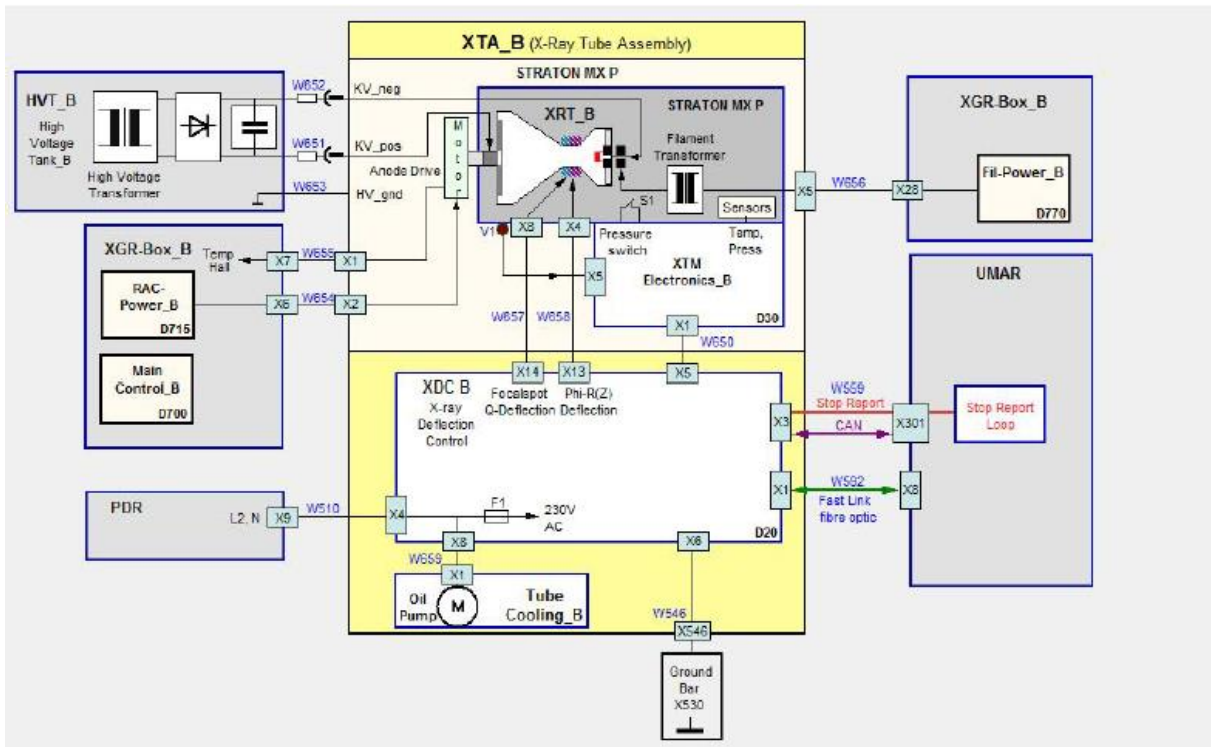 XTA_B (X-Ray Tube Assembly)
STRATON MX P
HVT_B
High
Voltage
Tank_B
High Voltage
Transformer
W652
KV_neg
W651
KV_pos
W653
HV_gnd
Anode Drive
Motor
XRT_B
STRATON MX P
Filament
Transformer
S1
Sensors
Pressure
switch
Temp,
Press
V1
X8
X4
X5
XTM
Electronics_B
D30
X1
W650
X5
W656
X28
XGR-Box_B
Fil-Power_B
D770
XGR-Box_B
Temp
Hall
X7
W655
X1
RAC-
Power_B
D715
X6
W654
X2
Main
Control_B
D700
W657
W658
X14
X13
X5
Focalspot
Q-Deflection
Phi-R(Z)
Deflection
XDC B
X-ray
Deflection
Control
X3
W559
Stop Report
CAN
X301
UMAR
Stop Report
Loop
X1
W592
Fast Link
fibre optic
X8
PDR
L2, N
X9
W510
X4
F1
230V
AC
D20
X8
X6
W659
X1
Oil
Pump
M
Tube
Cooling_B
W546
X546
Ground
Bar
X530